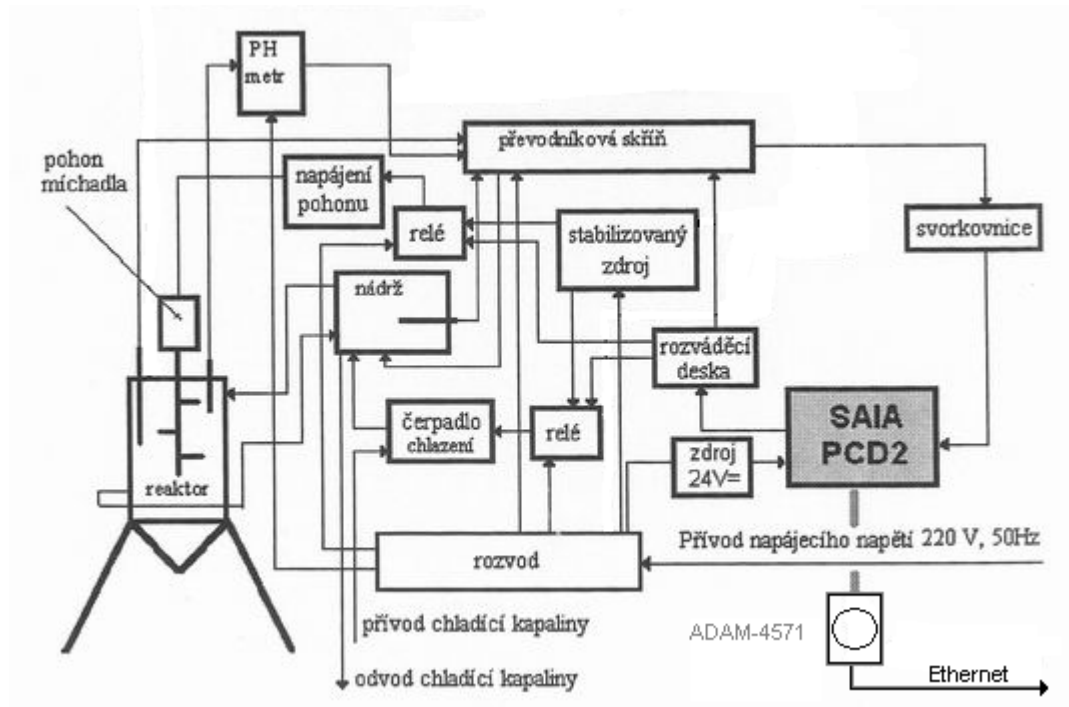 PH
metr
převodníková skříň
pohon
míchadla
napájení
pohonu
relé
stabilizovaný
zdroj
svorkovnice
nádrž
rozváděcí
deska
čerpadlo
chlazení
relé
SAIA
PCD2
zdroj
24V=
reaktor
Přívod napájecího napětí 220 V, 50Hz
rozvod
přívod chladící kapaliny
ADAM-4571
odvod chladící kapaliny
Ethernet